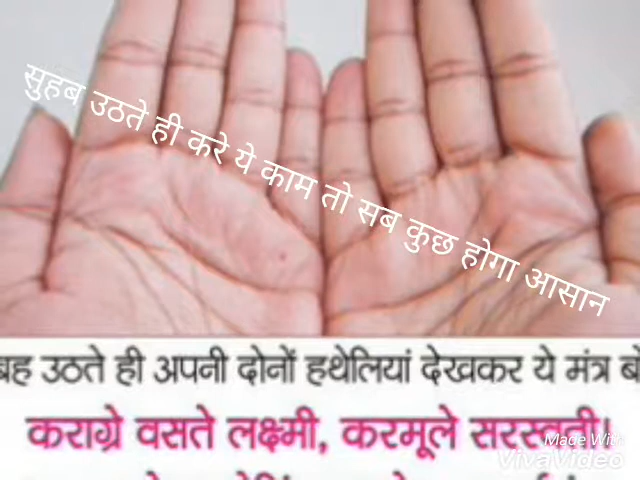 सुहब उठते ही करे ये काम तो सब कुछ होगा आसान
उठते ही अपनी दोनों हथेलियां देखकर ये मंत्र
कराग्रे वसते लक्ष्मी, करमूले सरस्वती।
Made With
VivaVideo